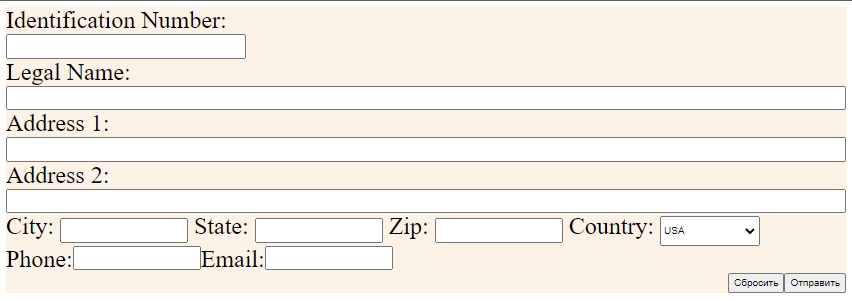 Identification Number:
Legal Name:
Address 1:
Address 2:
City: State: Zip: Country: USA
Phone: Email:
Сбросить Отправить